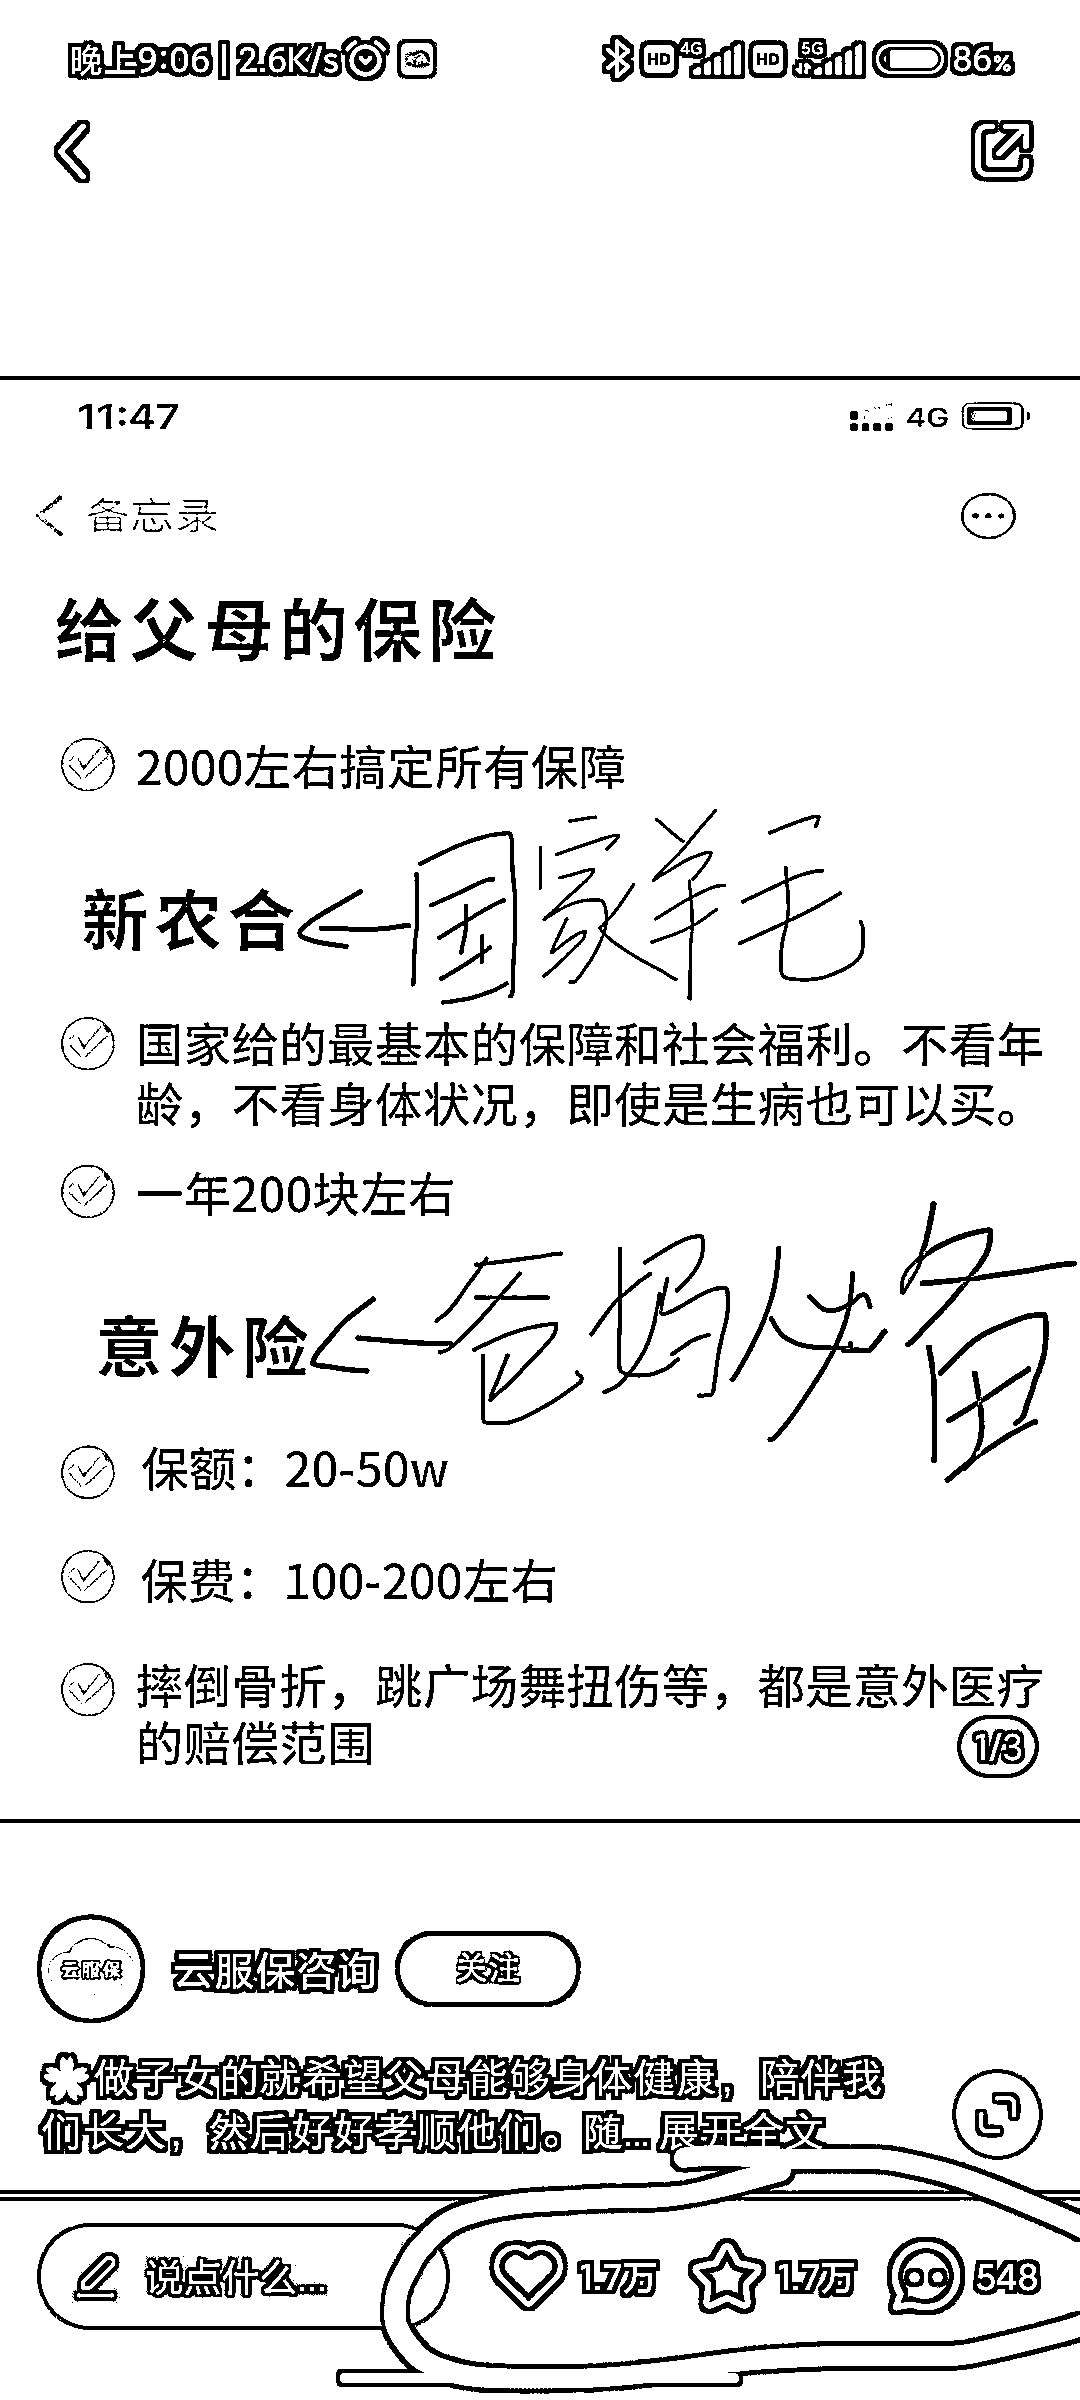 晚上9:06 | 2.6K/s HD 4G HD 5G 86%
11:47 4G
备忘录
给父母的保险
2000左右搞定所有保障
新农合 国家羊毛
国家给的最基本的保障和社会福利。不看年
龄，不看身体状况，即使是生病也可以买。
一年200块左右
意外险 爸妈必备
保额：20-50w
保费：100-200左右
摔倒骨折，跳广场舞扭伤等，都是意外医疗
的赔偿范围
1/3
云服保 云服保咨询 关注
做子女的就希望父母能够身体健康，陪伴我
们长大，然后好好孝顺他们。随... 展开全文
说点什么... 1.7万 1.7万 548